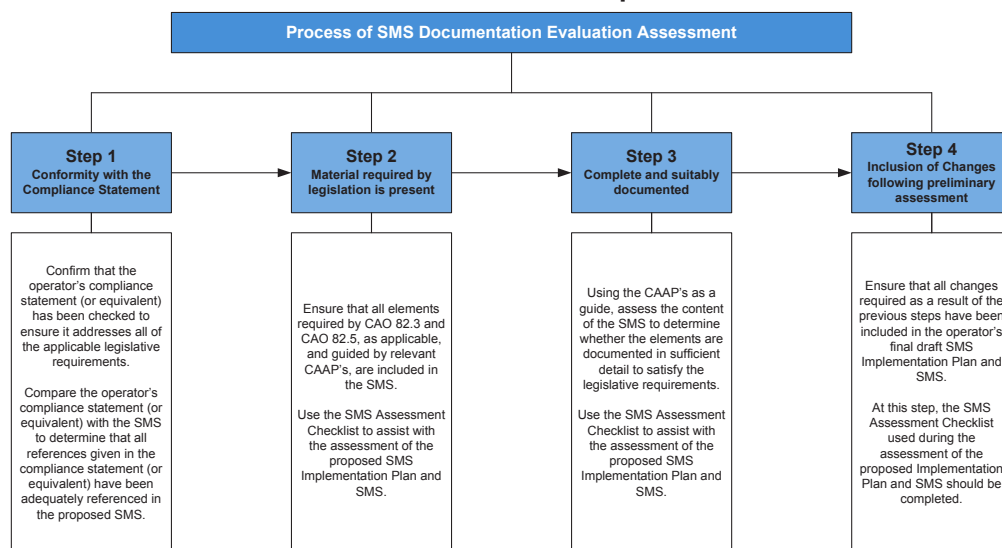 Process of SMS Documentation Evaluation Assessment
Step 1
Conformity with the
Compliance Statement
Step 2
Material required by
legislation is present
Step 3
Complete and suitably
documented
Step 4
Inclusion of Changes
following preliminary
assessment
Confirm that the
operator's compliance
statement (or equivalent)
has been checked to
ensure it addresses all of
the applicable legislative
requirements.
Compare the operator's
compliance statement (or
equivalent) with the SMS
to determine that all
references given in the
compliance statement (or
equivalent) have been
adequately referenced in
the proposed SMS.
Ensure that all elements
required by CAO 82.3 and
CAO 82.5, as applicable,
and guided by relevant
CAAP's, are included in
the SMS.
Use the SMS Assessment
Checklist to assist with
the assessment of the
proposed SMS
Implementation Plan and
SMS.
Using the CAAP's as a
guide, assess the content
of the SMS to determine
whether the elements are
documented in sufficient
detail to satisfy the
legislative requirements.
Use the SMS Assessment
Checklist to assist with
the assessment of the
proposed SMS
Implementation Plan and
SMS.
Ensure that all changes
required as a result of the
previous steps have been
included in the operator's
final draft SMS
Implementation Plan and
SMS.
At this step, the SMS
Assessment Checklist
used during the
assessment of the
proposed Implementation
Plan and SMS should be
completed.